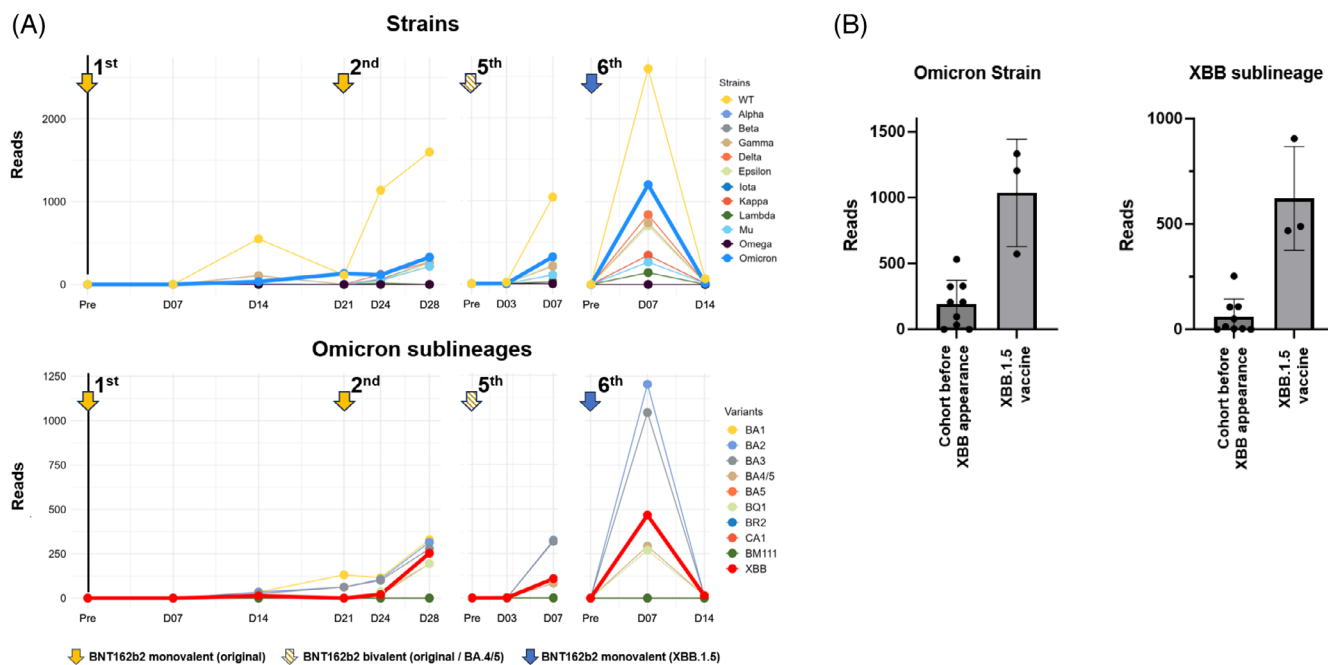 (A)
Strains
1st
2nd
5th
6th
Reads
2000
1000
0
Pre
D07
D14
D21
D24
D28
Pre
D03
D07
Pre
D07
D14
Strains
WT
Alpha
Beta
Gamma
Delta
Epsilon
Iota
Kappa
Lambda
Mu
Omega
Omicron
Omicron sublineages
1st
2nd
5th
6th
Reads
1250
1000
750
500
250
0
Pre
D07
D14
D21
D24
D28
Pre
D03
D07
Pre
D07
D14
Variants
BA1
BA2
BA3
BA4/5
BA5
BQ1
BR2
CA1
BM111
XBB
BNT162b2 monovalent (original)
BNT162b2 bivalent (original / BA.4/5)
BNT162b2 monovalent (XBB.1.5)
(B)
Omicron Strain
Reads
1500
1000
500
0
Cohort before
XBB appearance
XBB.1.5
vaccine
XBB sublineage
Reads
1000
500
0
Cohort before
XBB appearance
XBB.1.5
vaccine